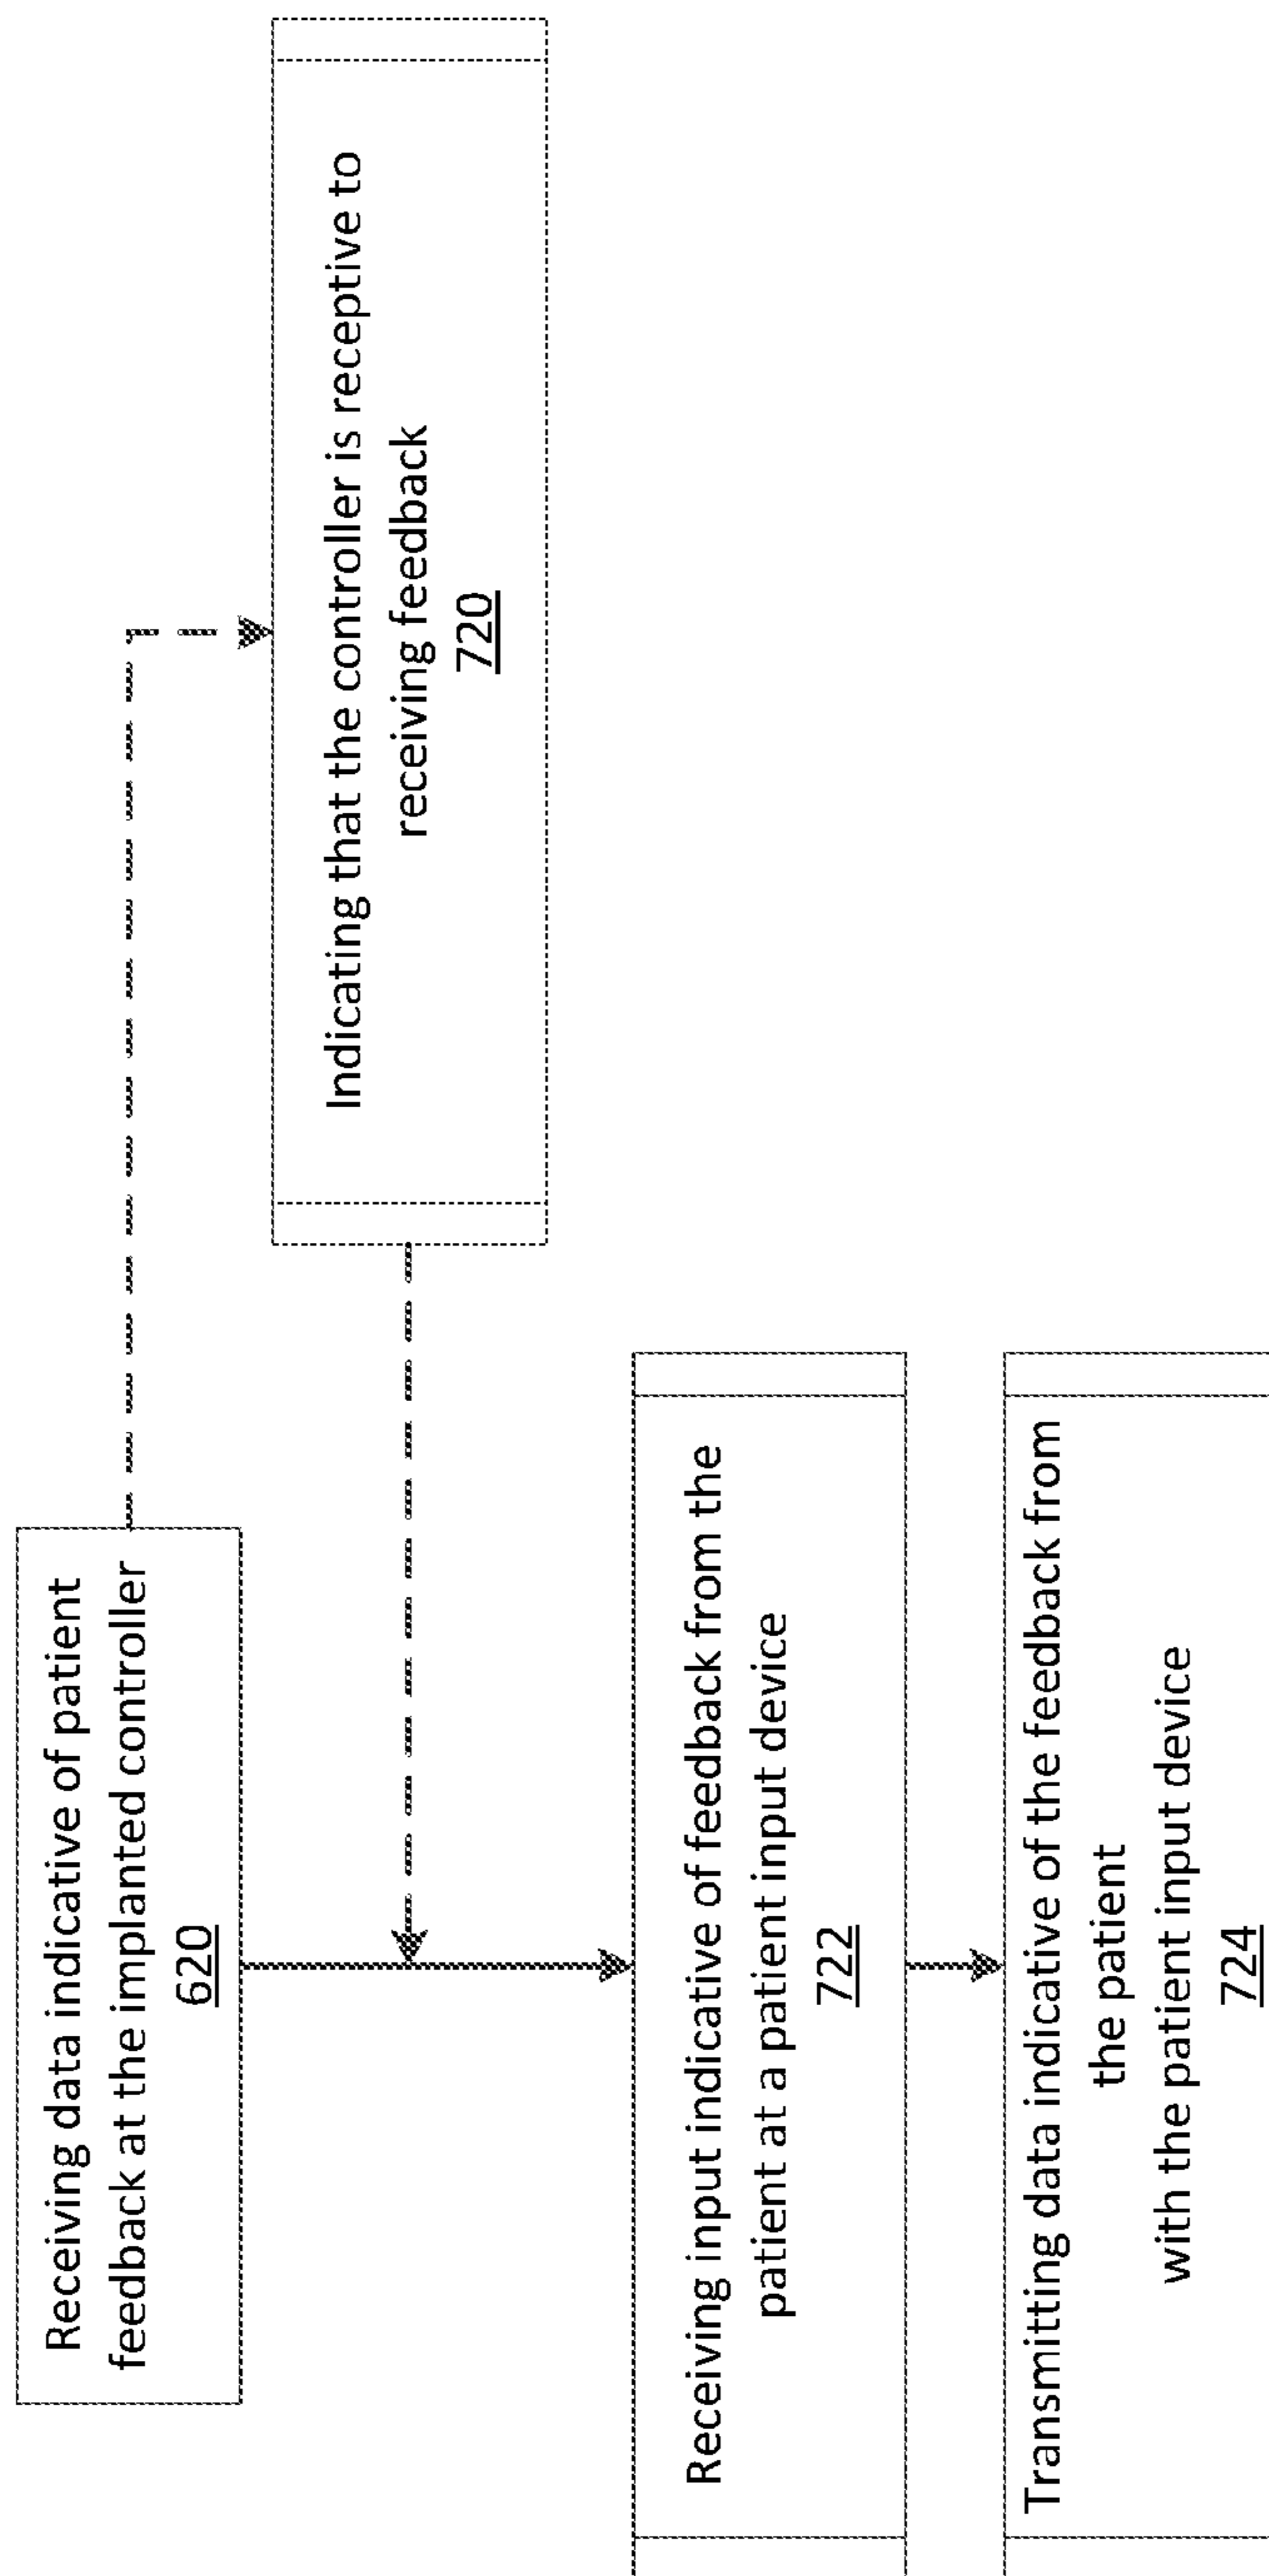 Receiving data indicative of patient
feedback at the implanted controller
620
Indicating that the controller is receptive to
receiving feedback
720
Receiving input indicative of feedback from the
patient at a patient input device
722
Transmitting data indicative of the feedback from
the patient
with the patient input device
724